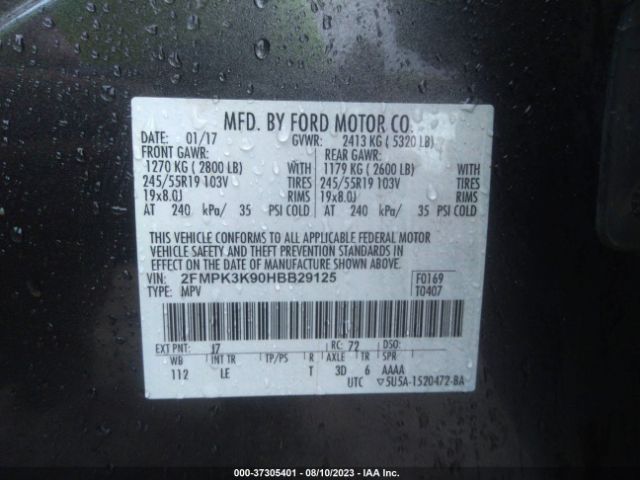 MFD. BY FORD MOTOR CO.
DATE: 01/17 GVWR: 2413 KG ( 5320 LB)
FRONT GAWR: REAR GAWR:
1270 KG ( 2800 LB) WITH 1179 KG ( 2600 LB) WITH
245/55R19 103V TIRES 245/55R19 103V TIRES
19x8.0J RIMS 19x8.0J RIMS
AT 240 kPa/ 35 PSI COLD AT 240 kPa/ 35 PSI COLD
THIS VEHICLE CONFORMS TO ALL APPLICABLE FEDERAL MOTOR
VEHICLE SAFETY AND THEFT PREVENTION STANDARDS IN
EFFECT ON THE DATE OF MANUFACTURE SHOWN ABOVE.
VIN: 2FMPK3K90HBB29125 F0169
TYPE: MPV T0407
EXT PNT: J7 RC: 72 DSO:
WB INT TR TP/PS R AXLE TR SPR
112 LE T 3D 6 AAAA
UTC ▽5U5A-1520472-BA
000-37305401 - 08/10/2023 - IAA Inc.